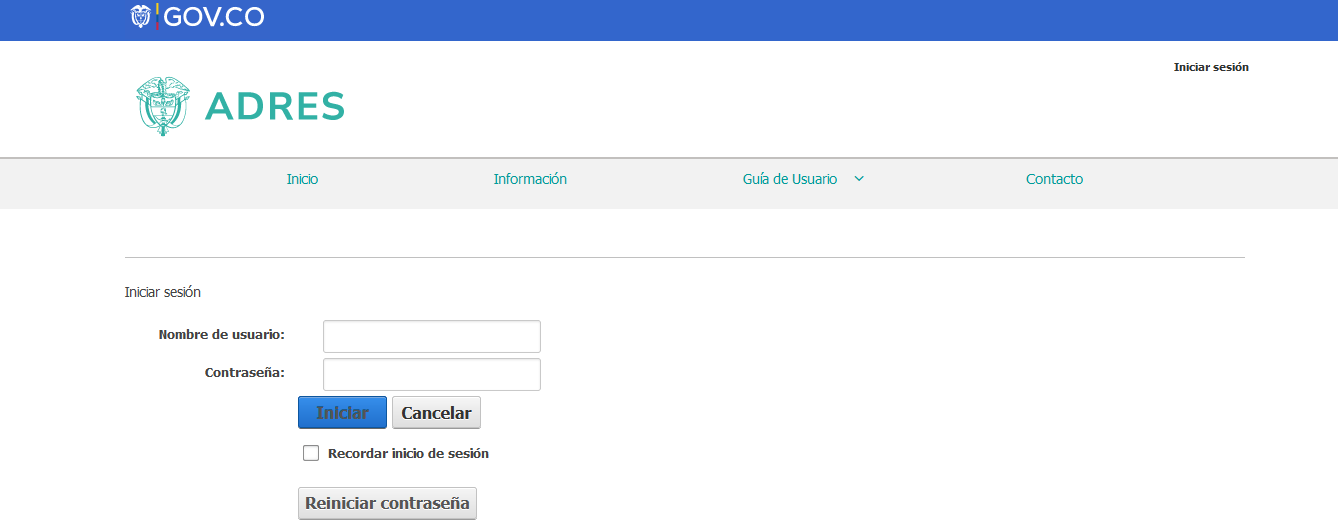 GOV.CO
Iniciar sesión
ADRES
Inicio Información Guía de Usuario Contacto
Iniciar sesión
Nombre de usuario:
Contraseña:
Iniciar Cancelar
Recordar inicio de sesión
Reiniciar contraseña